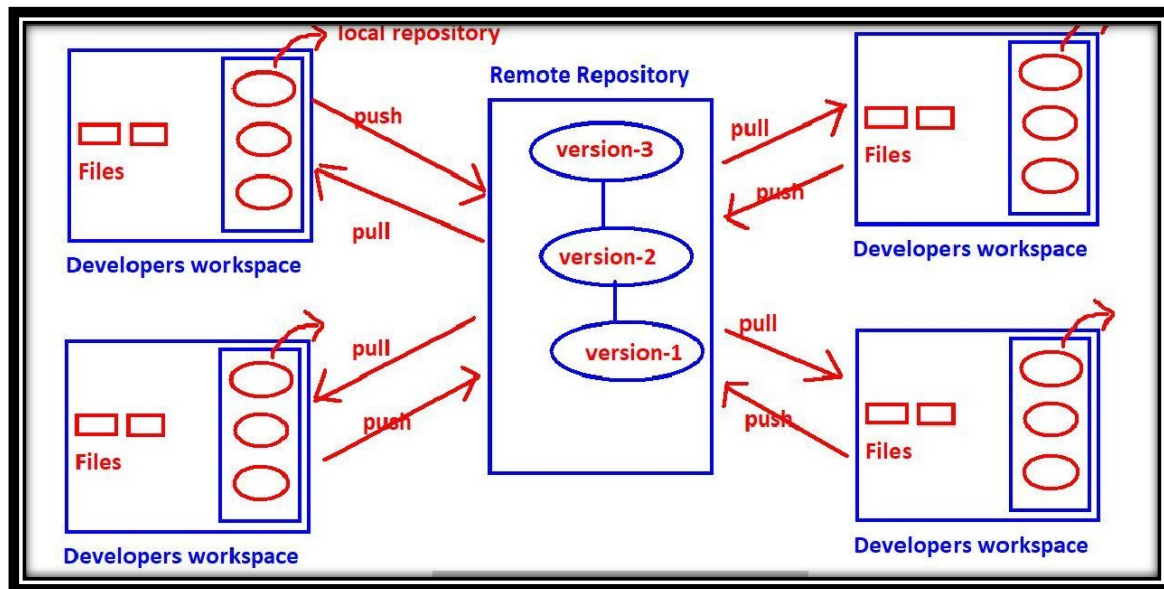 local repository
push
pull
Files
Developers workspace
Remote Repository
version-3
version-2
version-1
pull
push
Files
Developers workspace
pull
push
Files
Developers workspace
pull
push
Files
Developers workspace